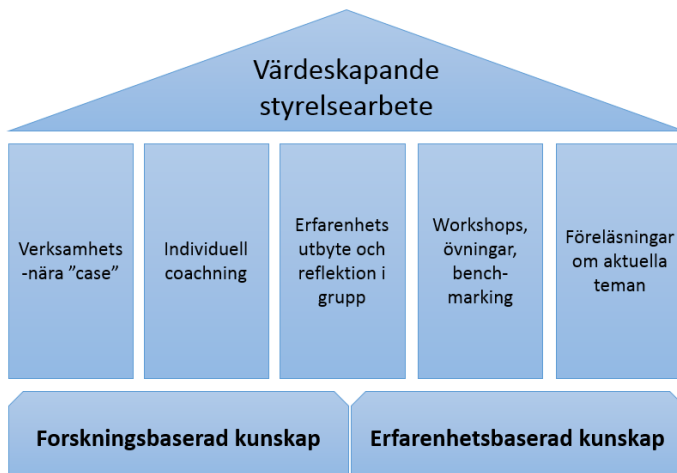 Värdeskapande
styrelsearbete
Verksamhets
-nära ”case”
Individuell
coachning
Erfarenhets
utbyte och
reflektion i
grupp
Workshops,
övningar,
bench-
marking
Föreläsningar
om aktuella
teman
Forskningsbaserad kunskap
Erfarenhetsbaserad kunskap